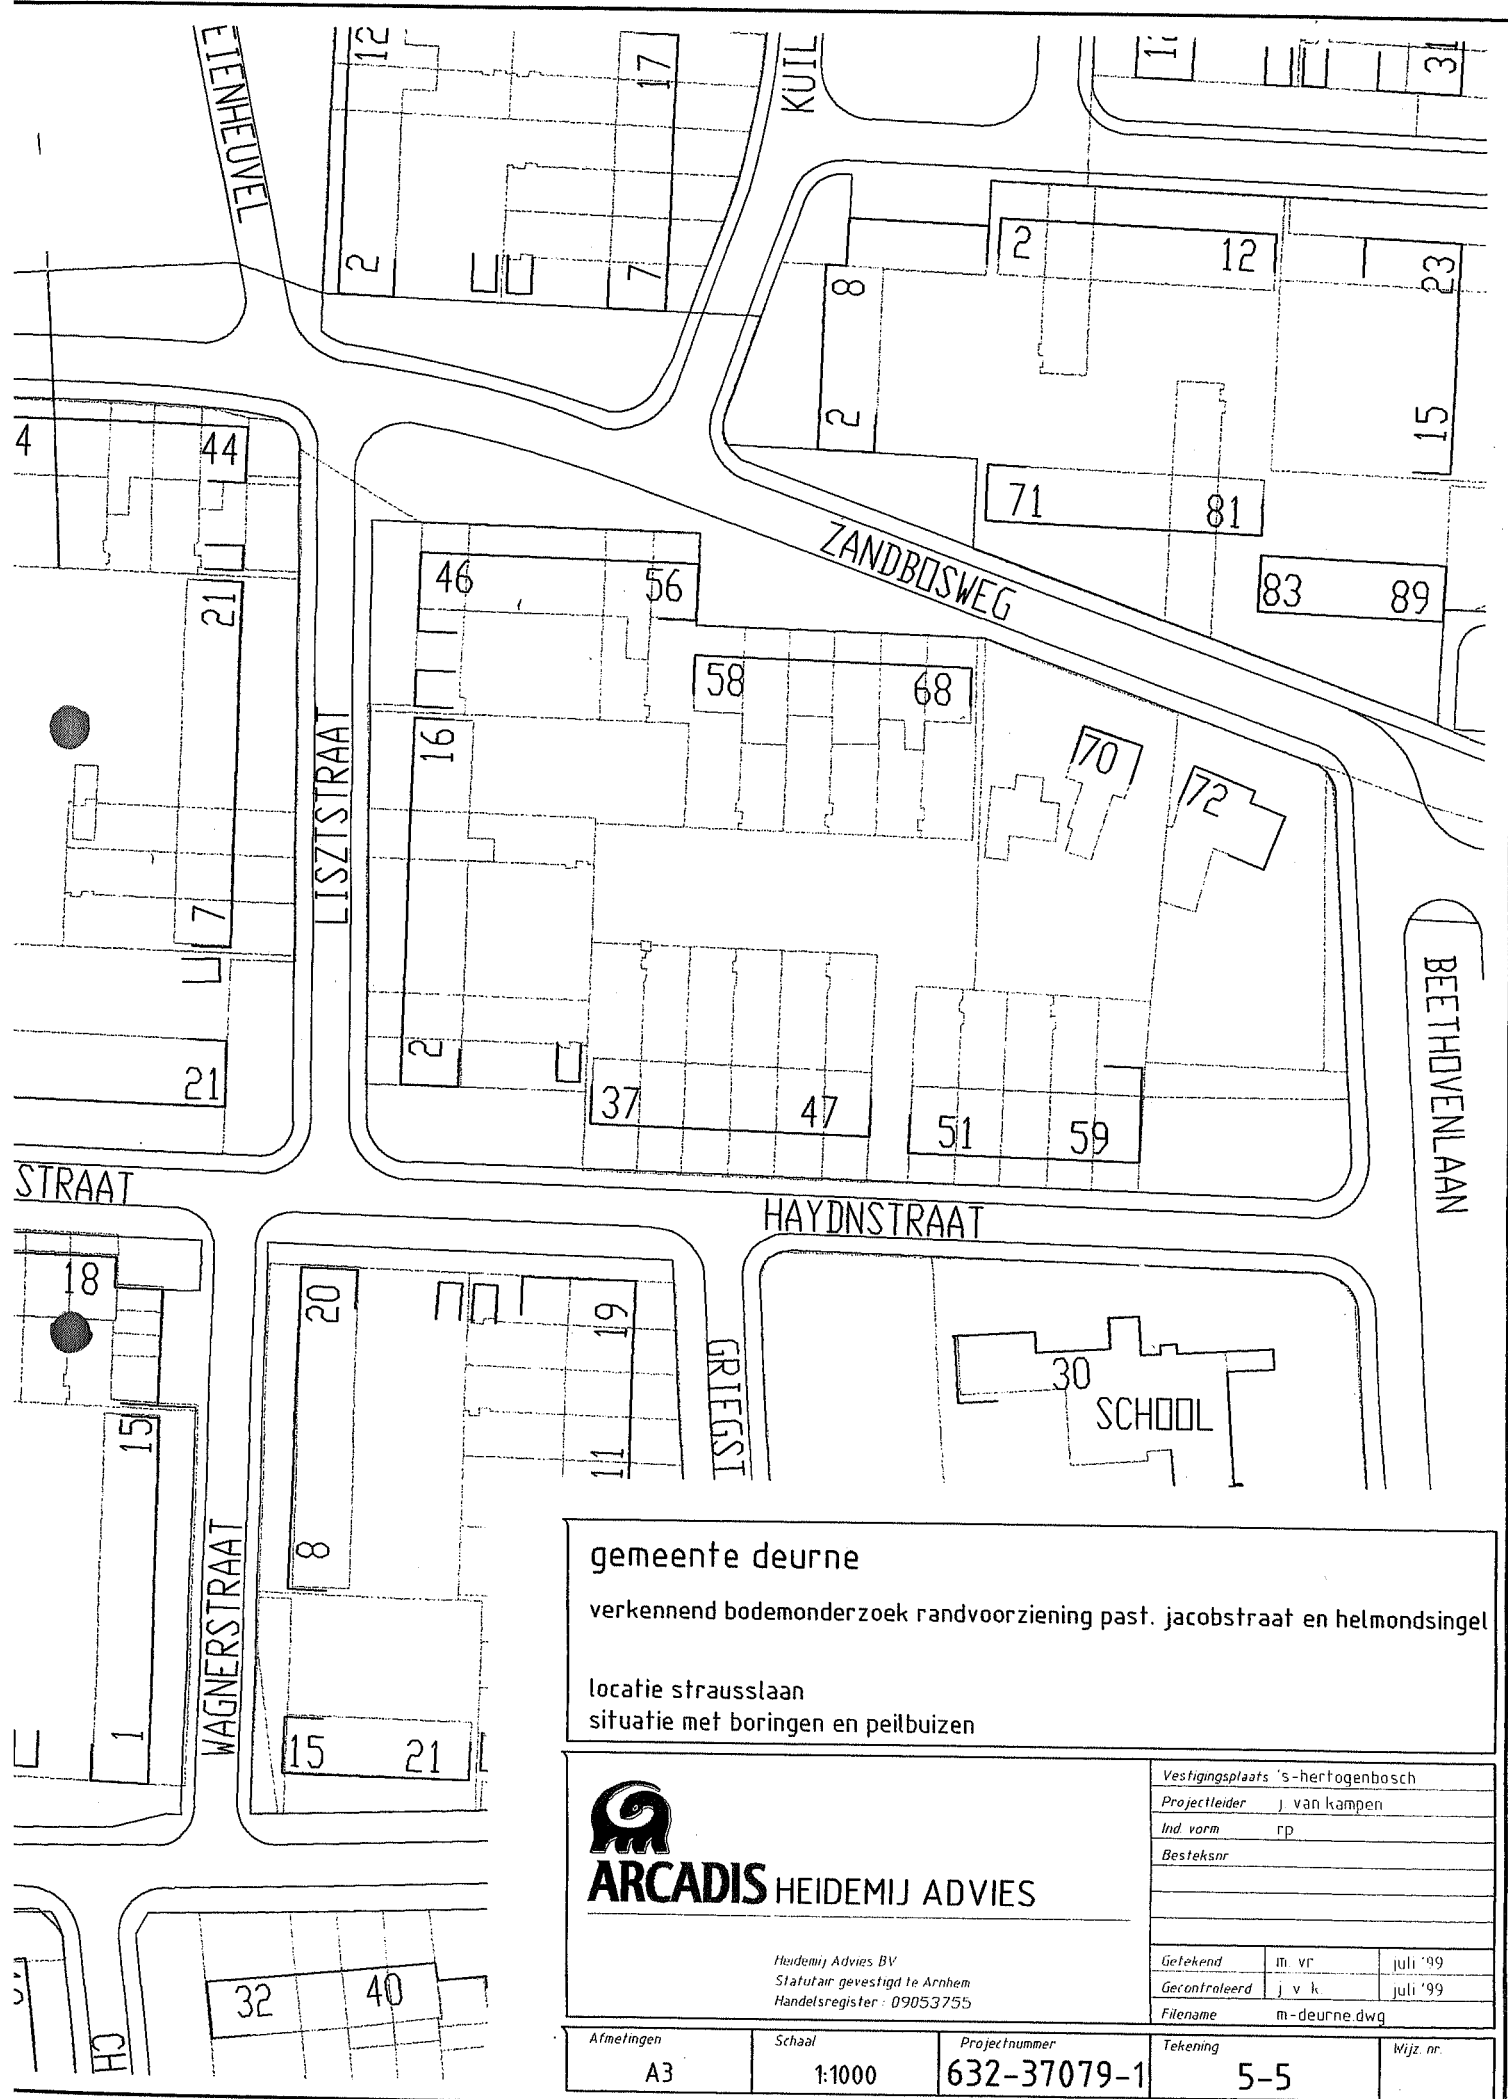 ETENHEUVEL
12
17
KUIL
31
2
7
8
2
12
23
4
44
2
15
71
81
ZANDBOSWEG
46
56
83
89
21
58
68
16
70
72
LISZTSTRAAT
7
BEETHOVENLAAN
2
21
37
47
51
59
STRAAT
HAYDNSTRAAT
18
20
19
GRIEGST
30
SCHOOL
15
11
8
WAGNERSTRAAT
1
15
21
32
40
CH
gemeente deurne
verkennend bodemonderzoek randvoorziening past. jacobstraat en helmondsingel
locatie strausslaan
situatie met boringen en peilbuizen
ARCADIS HEIDEMIJ ADVIES
Heidemij Advies BV
Statutair gevestigd te Arnhem
Handelsregister : 09053755
Vestigingsplaats 's-hertogenbosch
Projectleider j. van kampen
Ind. vorm rp
Besteksnr
Getekend m. vr. juli '99
Gecontroleerd j. v. k. juli '99
Filename m-deurne.dwg
Afmetingen A3
Schaal 1:1000
Projectnummer 632-37079-1
Tekening 5-5
Wijz. nr.